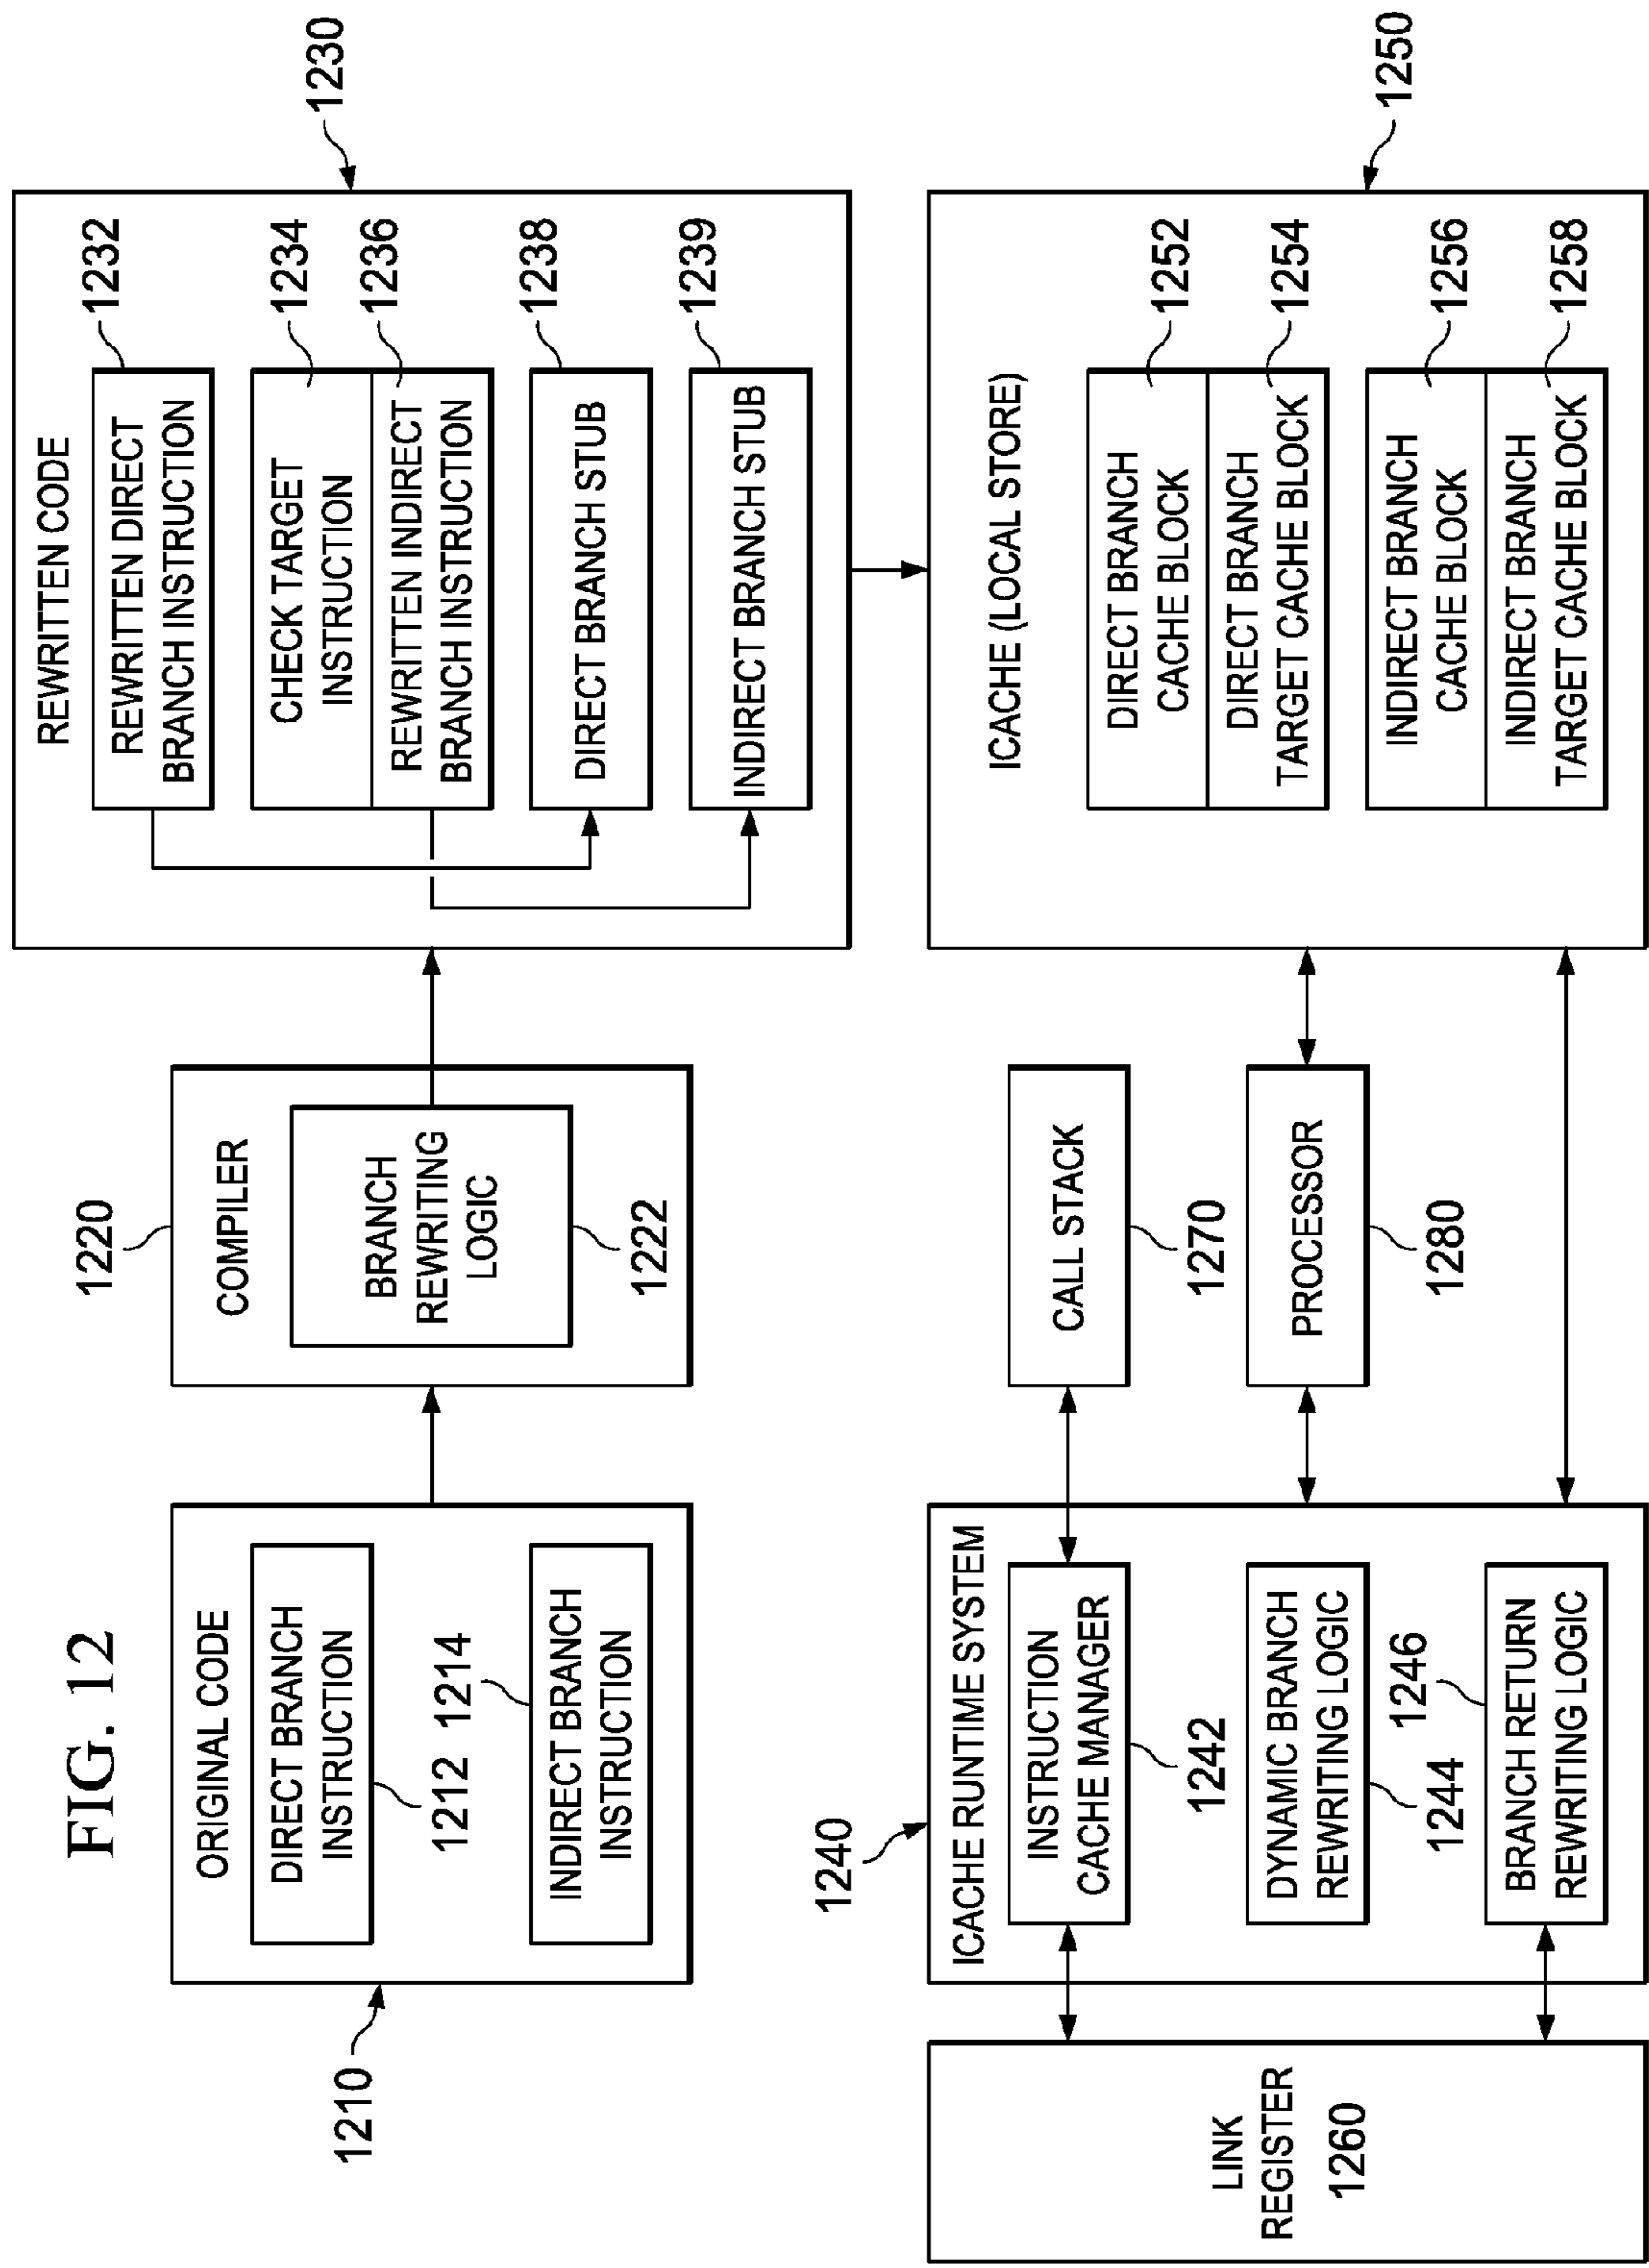 FIG. 12
1210
ORIGINAL CODE
DIRECT BRANCH
INSTRUCTION
1212
1214
INDIRECT BRANCH
INSTRUCTION
1220
COMPILER
BRANCH
REWRITING
LOGIC
1222
1230
REWRITTEN CODE
1232
REWRITTEN DIRECT
BRANCH INSTRUCTION
1234
CHECK TARGET
INSTRUCTION
1236
REWRITTEN INDIRECT
BRANCH INSTRUCTION
1238
DIRECT BRANCH STUB
1239
INDIRECT BRANCH STUB
LINK
REGISTER
1260
1240
ICACHE RUNTIME SYSTEM
INSTRUCTION
CACHE MANAGER
1242
DYNAMIC BRANCH
REWRITING LOGIC
1244
1246
BRANCH RETURN
REWRITING LOGIC
CALL STACK
1270
PROCESSOR
1280
1250
ICACHE (LOCAL STORE)
1252
DIRECT BRANCH
CACHE BLOCK
1254
DIRECT BRANCH
TARGET CACHE BLOCK
1256
INDIRECT BRANCH
CACHE BLOCK
1258
INDIRECT BRANCH
TARGET CACHE BLOCK